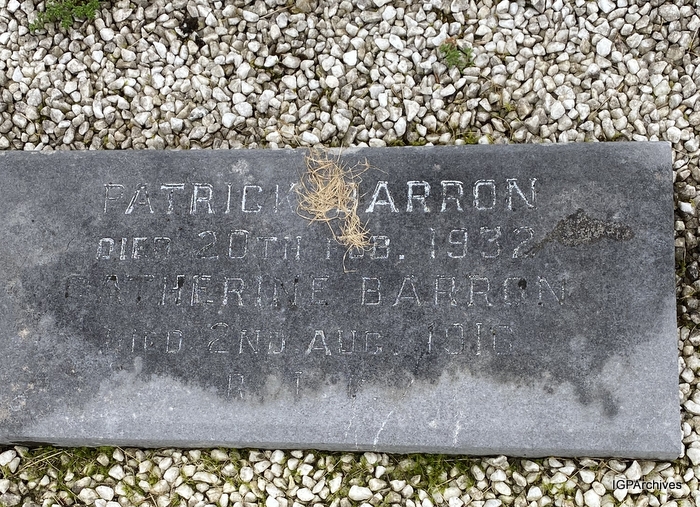 PATRICK BARRON
DIED 20TH FEB. 1932
CATHERINE BARRON
DIED 2ND AUG. 1916
R. I. P.
IGPArchives